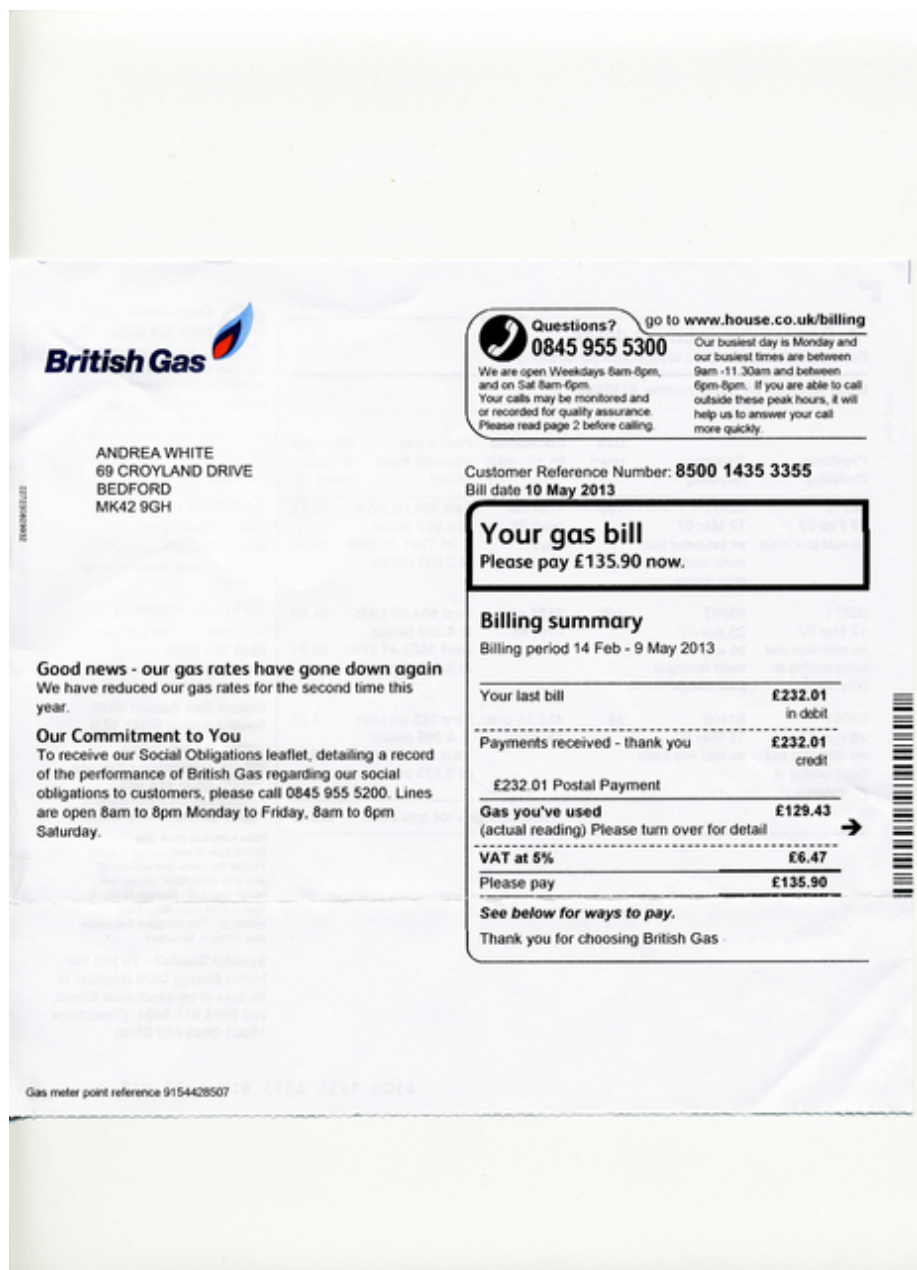 British Gas
Questions?
0845 955 5300
We are open Weekdays 8am-8pm,
and on Sat 8am-6pm.
Your calls may be monitored and
or recorded for quality assurance.
Please read page 2 before calling.
go to www.house.co.uk/billing
Our busiest day is Monday and
our busiest times are between
9am -11.30am and between
6pm-8pm. If you are able to call
outside these peak hours, it will
help us to answer your call
more quickly.
ANDREA WHITE
69 CROYLAND DRIVE
BEDFORD
MK42 9GH
Customer Reference Number: 8500 1435 3355
Bill date 10 May 2013
Your gas bill
Please pay £135.90 now.
Billing summary
Billing period 14 Feb - 9 May 2013
Your last bill £232.01
in debit
Payments received - thank you £232.01
credit
£232.01 Postal Payment
Gas you've used £129.43
(actual reading) Please turn over for detail
VAT at 5% £6.47
Please pay £135.90
See below for ways to pay.
Thank you for choosing British Gas
Good news - our gas rates have gone down again
We have reduced our gas rates for the second time this
year.
Our Commitment to You
To receive our Social Obligations leaflet, detailing a record
of the performance of British Gas regarding our social
obligations to customers, please call 0845 955 5200. Lines
are open 8am to 8pm Monday to Friday, 8am to 6pm
Saturday.
Gas meter point reference 9154428507